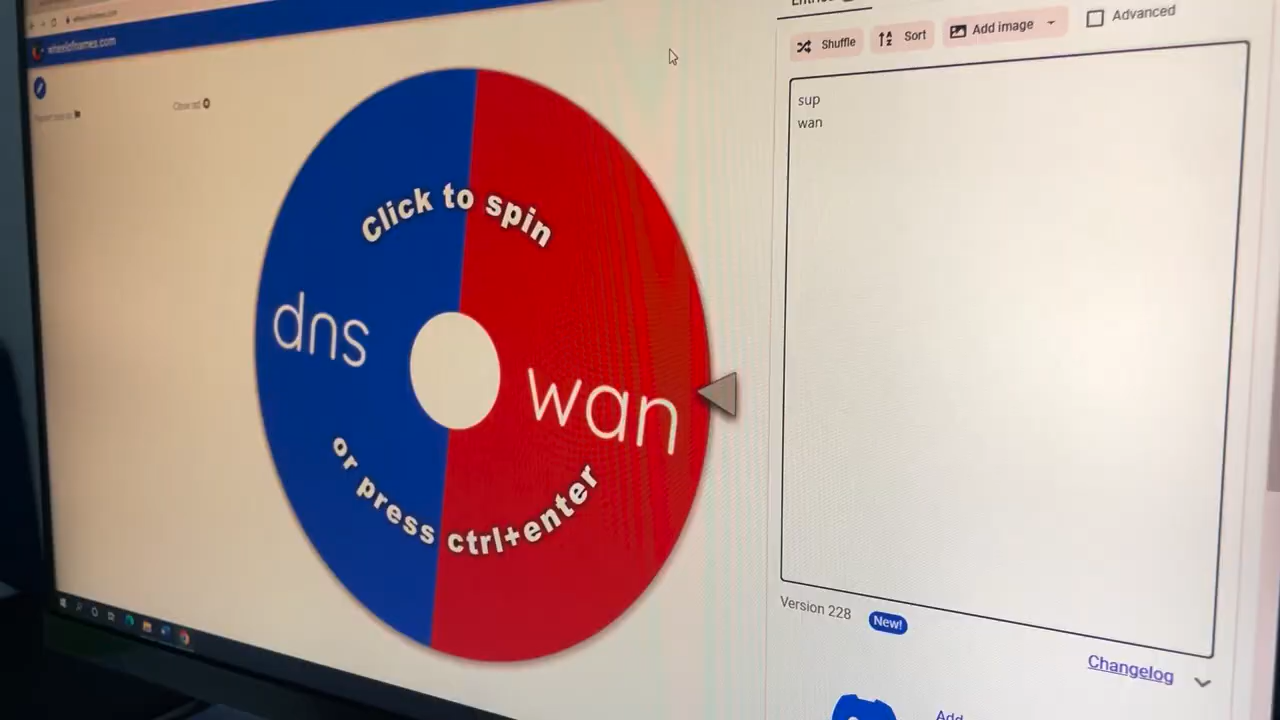 wheelofnames.com
Shuffle
Sort
Add image
Advanced
sup
wan
Click to spin
dns
wan
or press ctrl+enter
Version 228
New!
Changelog
Add